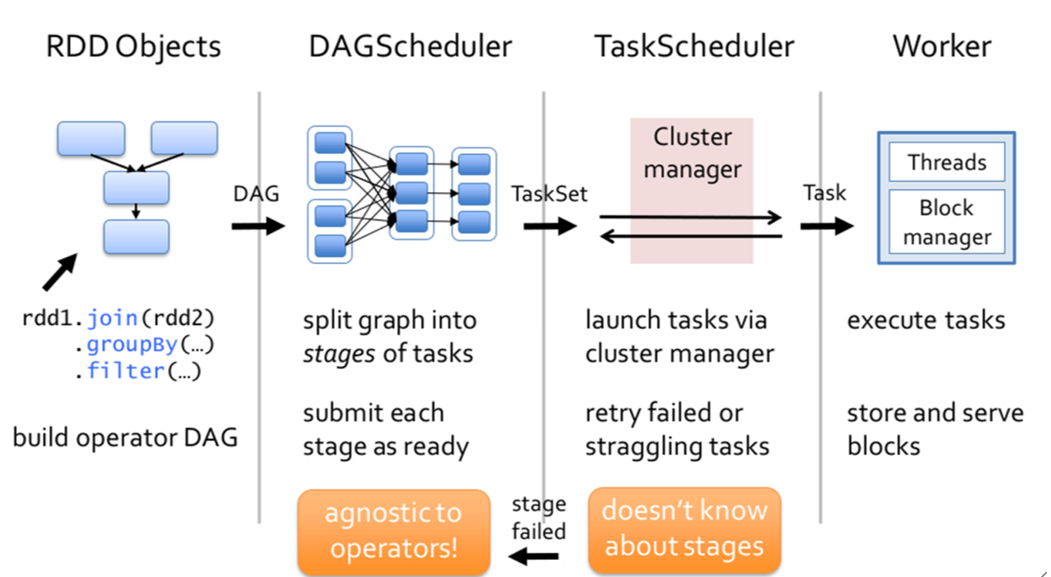 RDD Objects
DAGScheduler
TaskScheduler
Worker
DAG
TaskSet
Cluster
manager
Task
Threads
Block
manager
rdd1.join(rdd2)
.groupBy(…)
.filter(…)
build operator DAG
split graph into
stages of tasks
submit each
stage as ready
agnostic to
operators!
launch tasks via
cluster manager
retry failed or
straggling tasks
stage
failed
doesn't know
about stages
execute tasks
store and serve
blocks